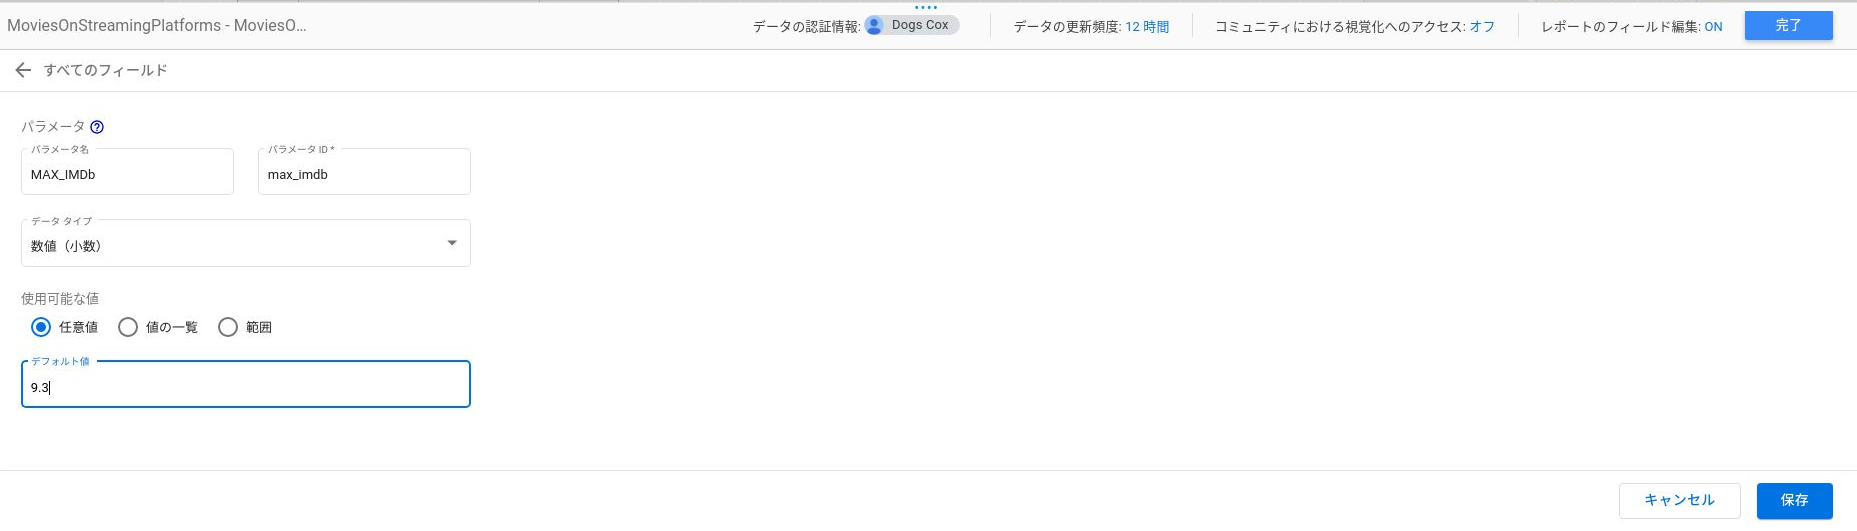 MoviesOnStreamingPlatforms - MoviesO... データの認証情報: Dogs Cox データの更新頻度: 12 時間 コミュニティにおける視覚化へのアクセス: オフ レポートのフィールド編集: ON 完了
すべてのフィールド
パラメータ
パラメータ名 パラメータ ID *
MAX_IMDb max_imdb
データ タイプ
数値（小数）
使用可能な値
任意値 値の一覧 範囲
デフォルト値
9.3
キャンセル 保存